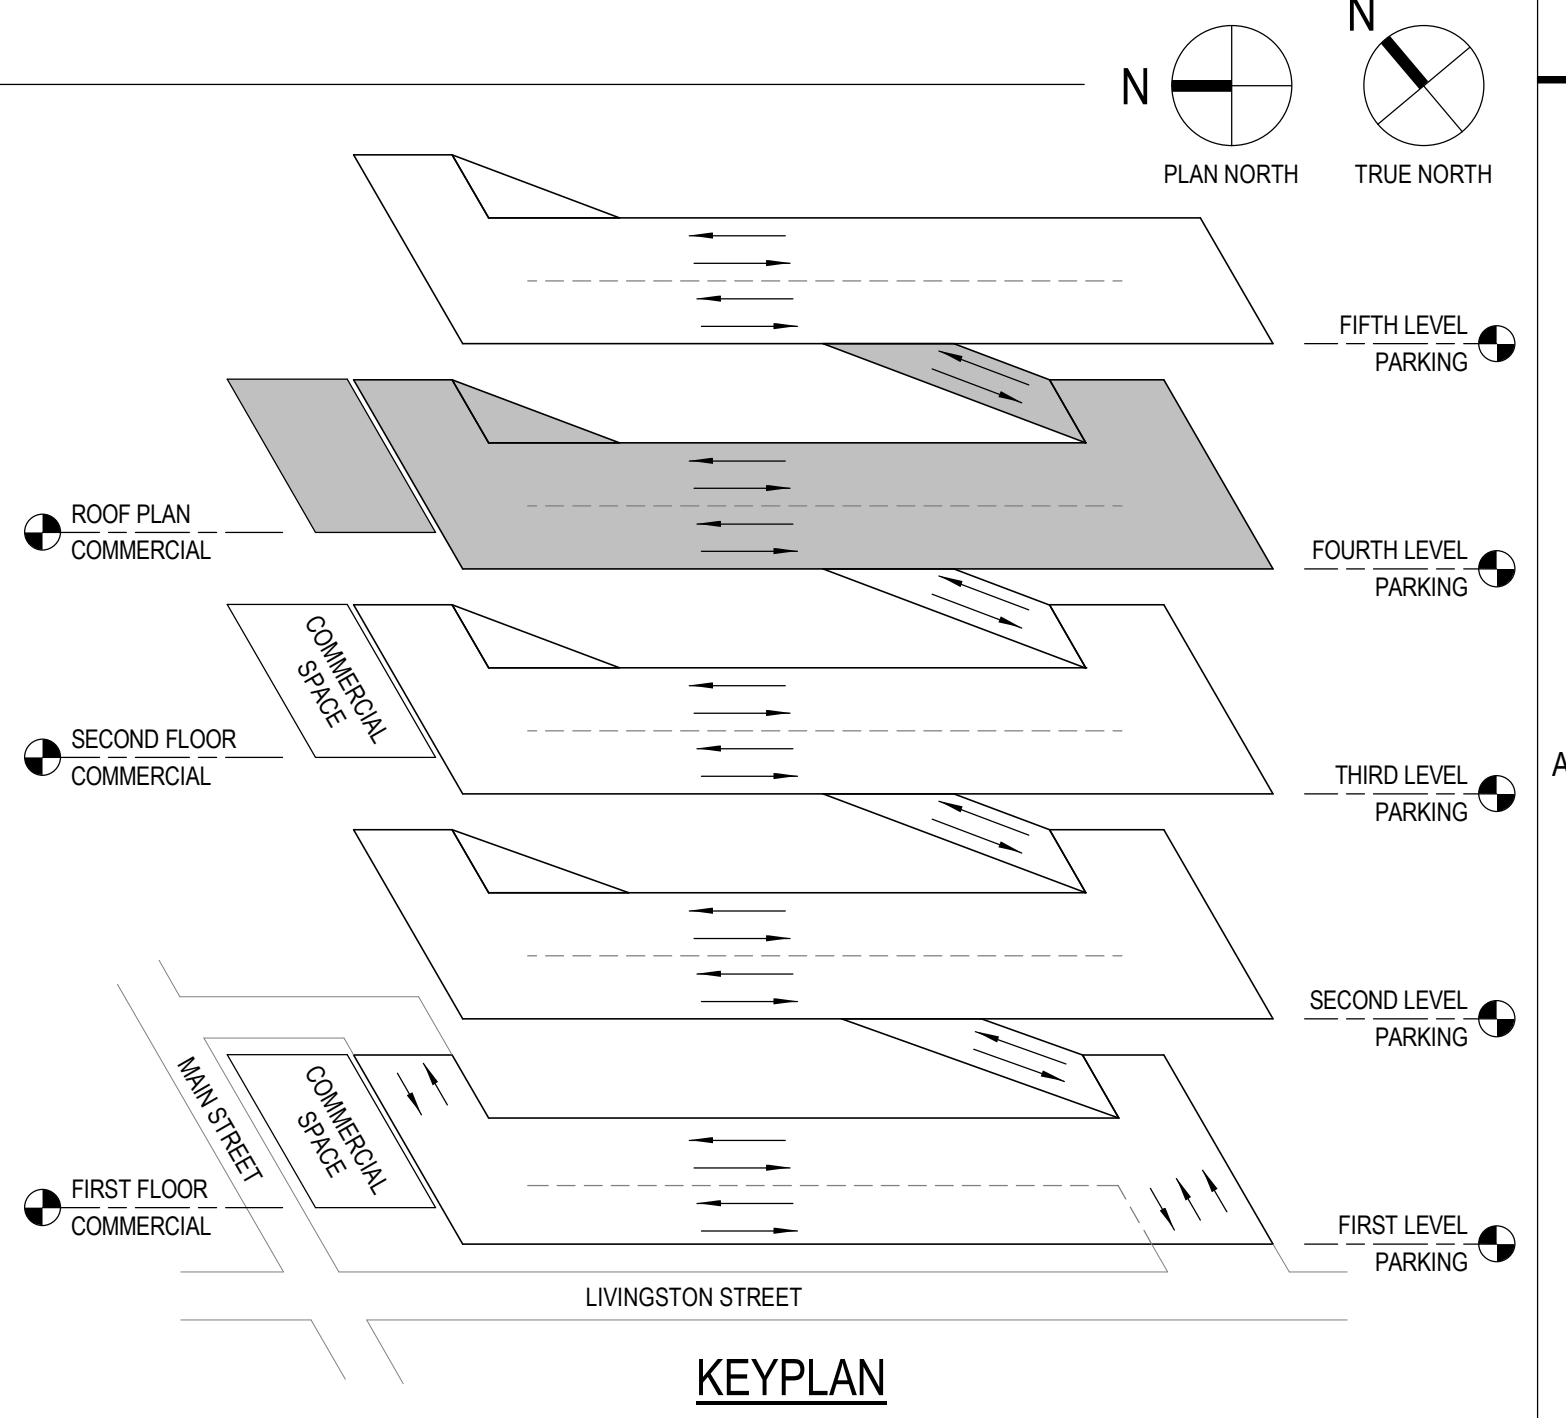 N
N
PLAN NORTH
TRUE NORTH
FIFTH LEVEL
PARKING
ROOF PLAN
COMMERCIAL
FOURTH LEVEL
PARKING
COMMERCIAL
SPACE
SECOND FLOOR
COMMERCIAL
THIRD LEVEL
PARKING
A
SECOND LEVEL
PARKING
MAIN STREET
COMMERCIAL
SPACE
FIRST FLOOR
COMMERCIAL
FIRST LEVEL
PARKING
LIVINGSTON STREET
KEYPLAN